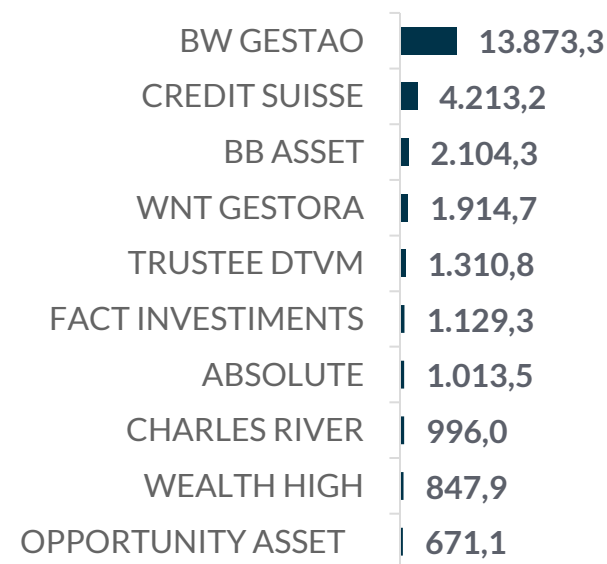 BW GESTAO 13.873,3
CREDIT SUISSE 4.213,2
BB ASSET 2.104,3
WNT GESTORA 1.914,7
TRUSTEE DTVM 1.310,8
FACT INVESTIMENTS 1.129,3
ABSOLUTE 1.013,5
CHARLES RIVER 996,0
WEALTH HIGH 847,9
OPPORTUNITY ASSET 671,1